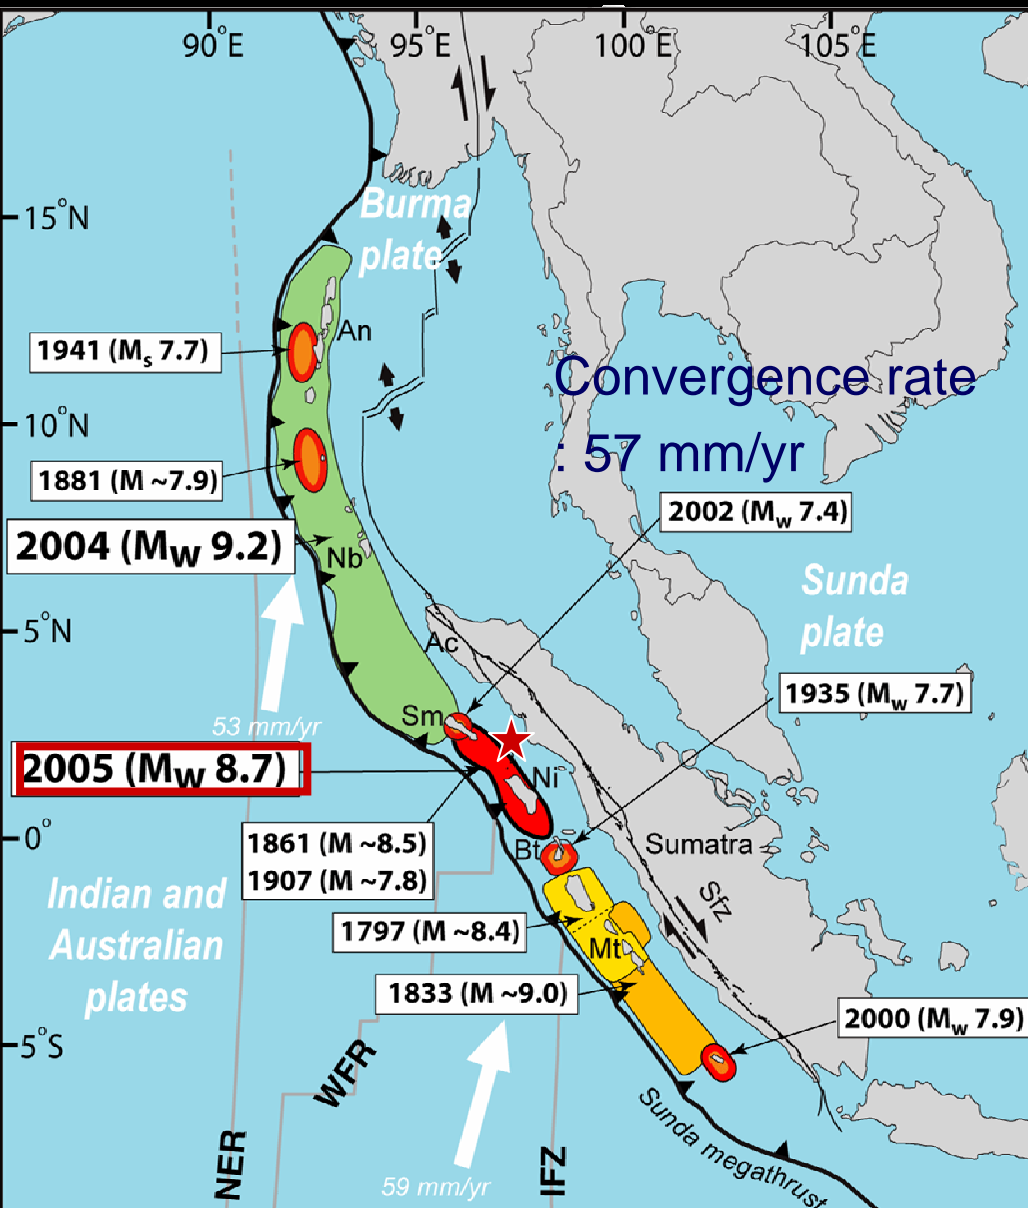 90°E
95°E
100°E
105°E
15°N
Burma
plate
An
1941 (Ms 7.7)
Convergence rate
: 57 mm/yr
10°N
1881 (M ~7.9)
2002 (Mw 7.4)
2004 (Mw 9.2)
Nb
Sunda
plate
5°N
Ac
1935 (Mw 7.7)
Sm
53 mm/yr
2005 (Mw 8.7)
Ni
0°
1861 (M ~8.5)
1907 (M ~7.8)
Bt
Sumatra
Indian and
Australian
plates
Sfz
1797 (M ~8.4)
Mt
1833 (M ~9.0)
2000 (Mw 7.9)
5°S
WFR
Sunda megathrust
NER
IFZ
59 mm/yr